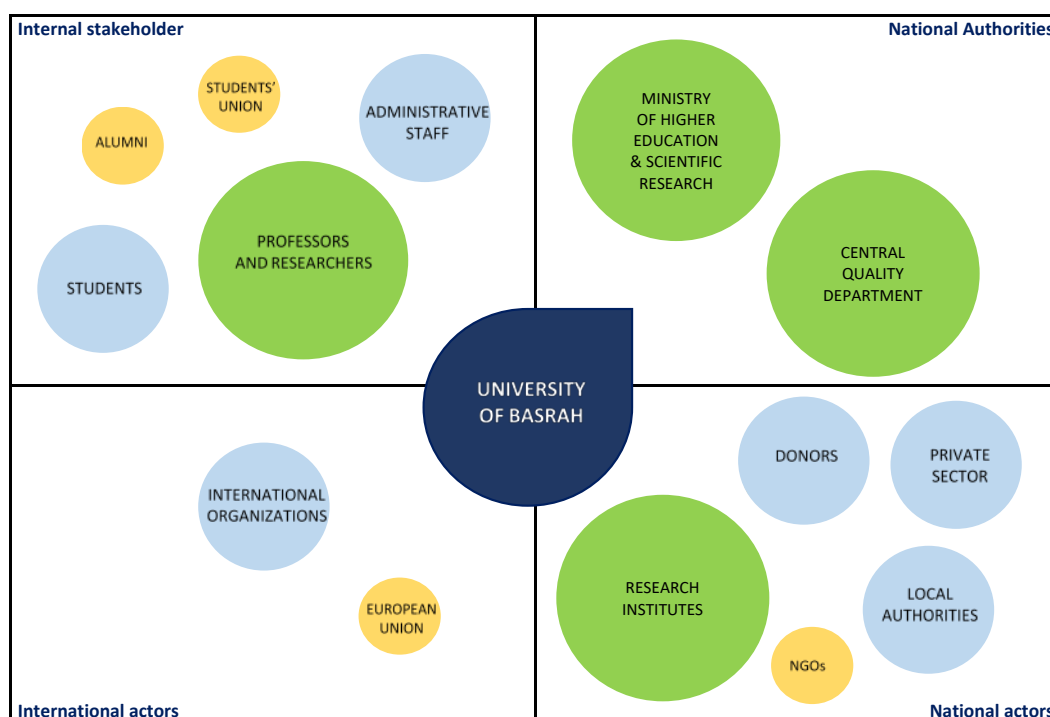 Internal stakeholder
National Authorities
STUDENTS'
UNION
ADMINISTRATIVE
STAFF
ALUMNI
PROFESSORS
AND RESEARCHERS
STUDENTS
MINISTRY
OF HIGHER
EDUCATION
& SCIENTIFIC
RESEARCH
CENTRAL
QUALITY
DEPARTMENT
UNIVERSITY
OF BASRAH
INTERNATIONAL
ORGANIZATIONS
EUROPEAN
UNION
DONORS
PRIVATE
SECTOR
RESEARCH
INSTITUTES
LOCAL
AUTHORITIES
NGOs
International actors
National actors